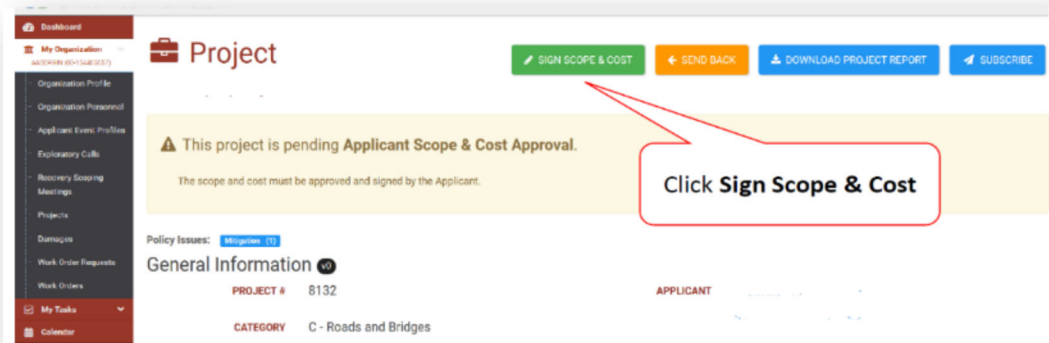 Dashboard
My Organization
Organization Profile
Organization Personnel
Applicant Event Profiles
Exploratory Calls
Recovery Scoping
Meetings
Projects
Damages
Work Order Requests
Work Orders
My Tasks
Calendar
Project
SIGN SCOPE & COST
SEND BACK
DOWNLOAD PROJECT REPORT
SUBSCRIBE
This project is pending Applicant Scope & Cost Approval.
The scope and cost must be approved and signed by the Applicant.
Click Sign Scope & Cost
Policy Issues: Mitigation (1)
General Information v0
PROJECT # 8132
APPLICANT
CATEGORY C - Roads and Bridges